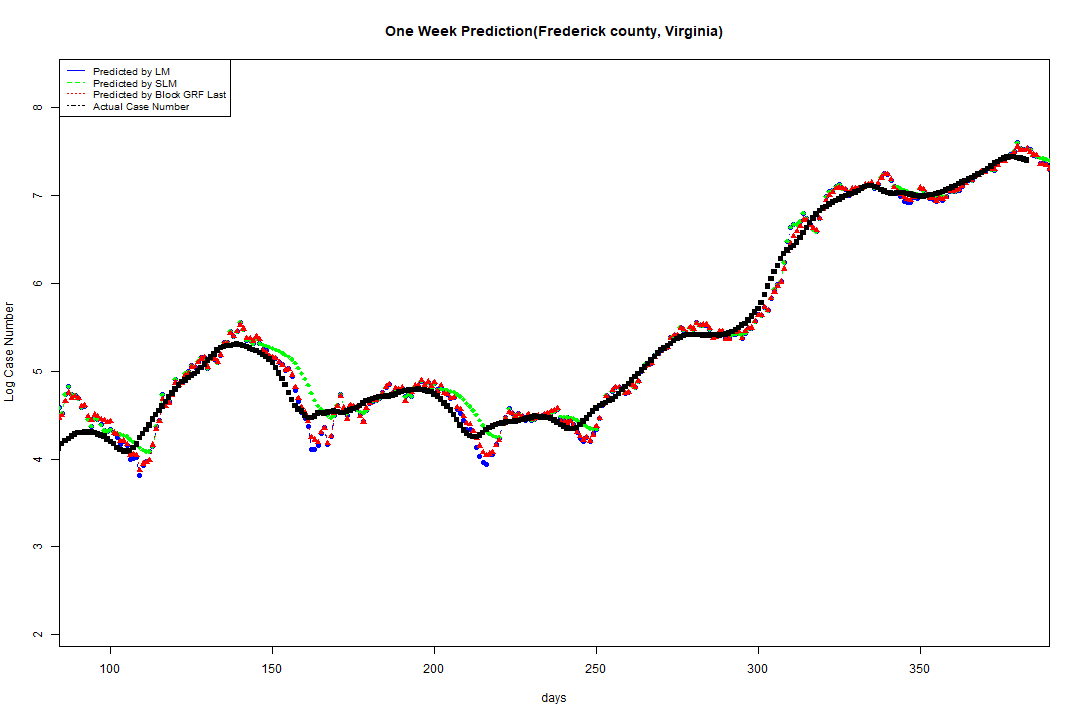 One Week Prediction(Frederick county, Virginia)
Predicted by LM
Predicted by SLM
Predicted by Block GRF Last
Actual Case Number
8
7
6
5
4
3
2
Log Case Number
100 150 200 250 300 350
days